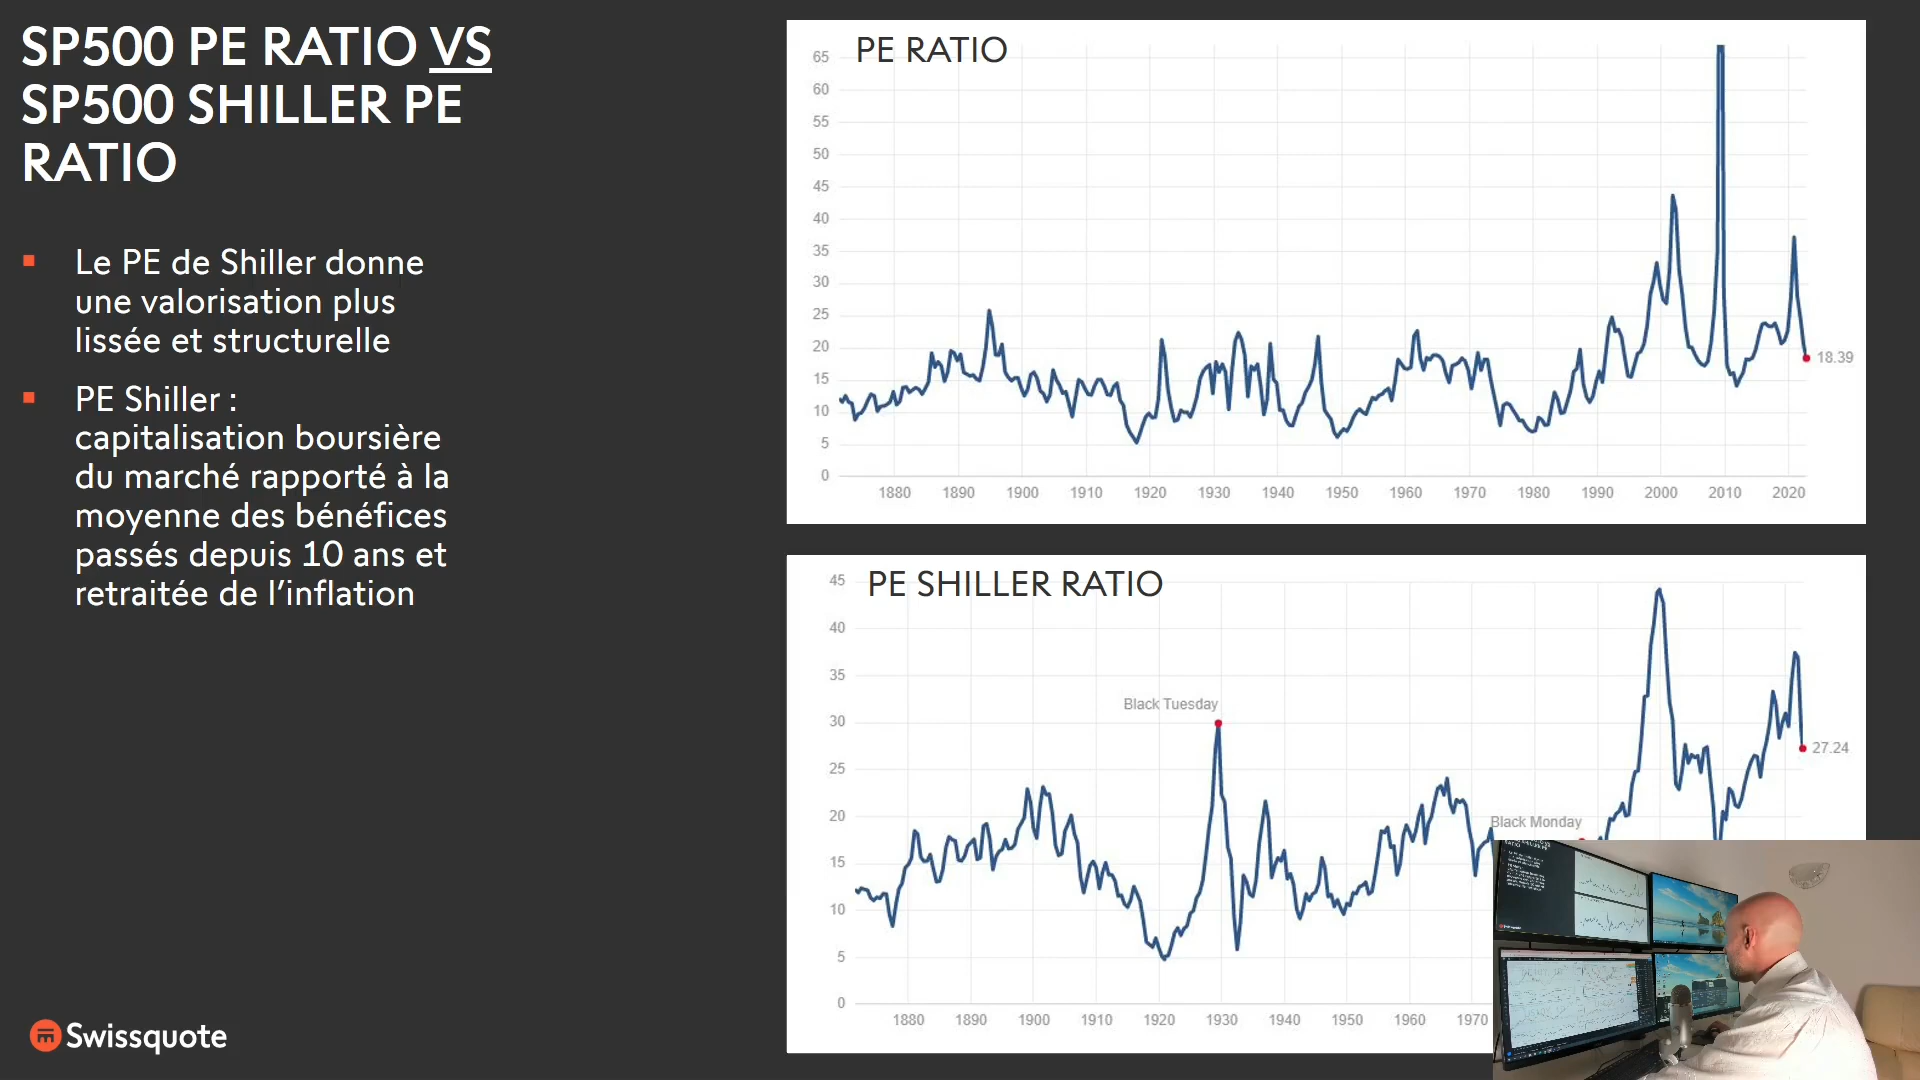 SP500 PE RATIO VS
SP500 SHILLER PE
RATIO
Le PE de Shiller donne
une valorisation plus
lissée et structurelle
PE Shiller :
capitalisation boursière
du marché rapporté à la
moyenne des bénéfices
passés depuis 10 ans et
retraitée de l’inflation
Swissquote
PE RATIO
65
60
55
50
45
40
35
30
25
20
15
10
5
0
18.39
1880 1890 1900 1910 1920 1930 1940 1950 1960 1970 1980 1990 2000 2010 2020
PE SHILLER RATIO
45
40
35
30
25
20
15
10
5
0
Black Tuesday
27.24
Black Monday
1880 1890 1900 1910 1920 1930 1940 1950 1960 1970